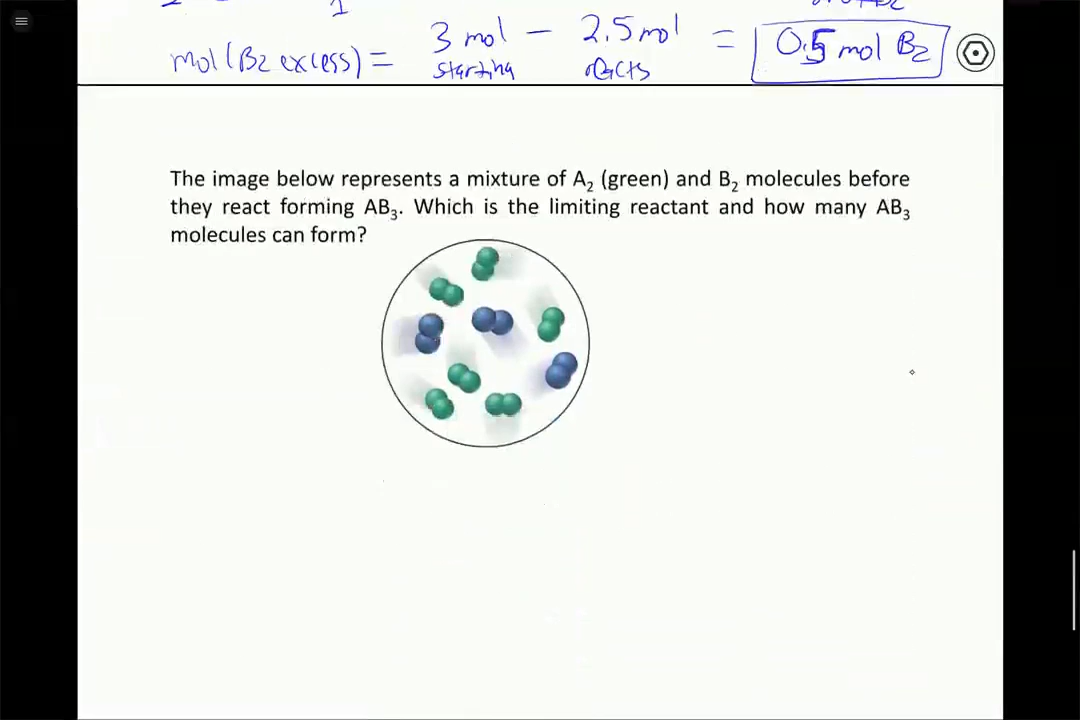 1
mol (B2 excess) = 3 mol - 2.5 mol = 0.5 mol B2
starting reacts
The image below represents a mixture of A₂ (green) and B₂ molecules before
they react forming AB₃. Which is the limiting reactant and how many AB₃
molecules can form?